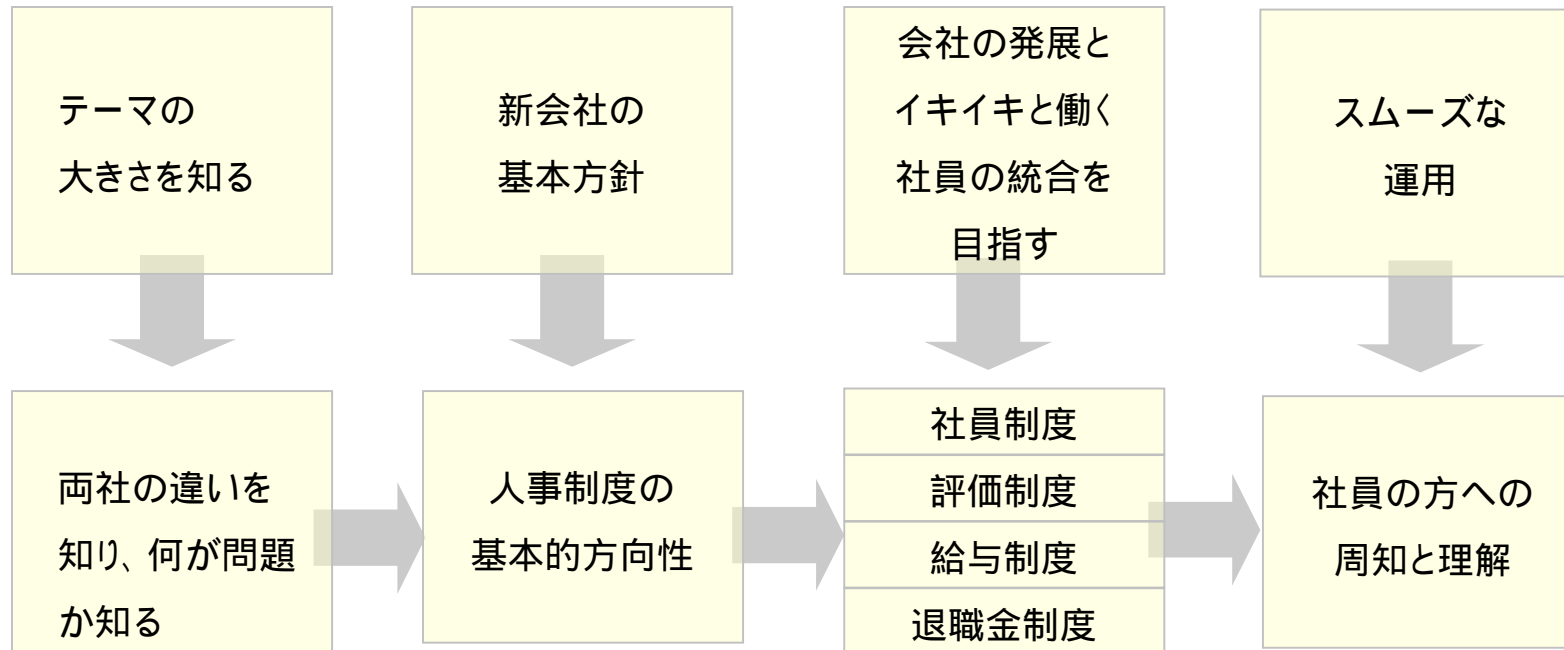 テーマの
大きさを知る
新会社の
基本方針
会社の発展と
イキイキと働く
社員の統合を
目指す
スムーズな
運用
両社の違いを
知り、何が問題
か知る
人事制度の
基本的方向性
社員制度
評価制度
給与制度
退職金制度
社員の方への
周知と理解